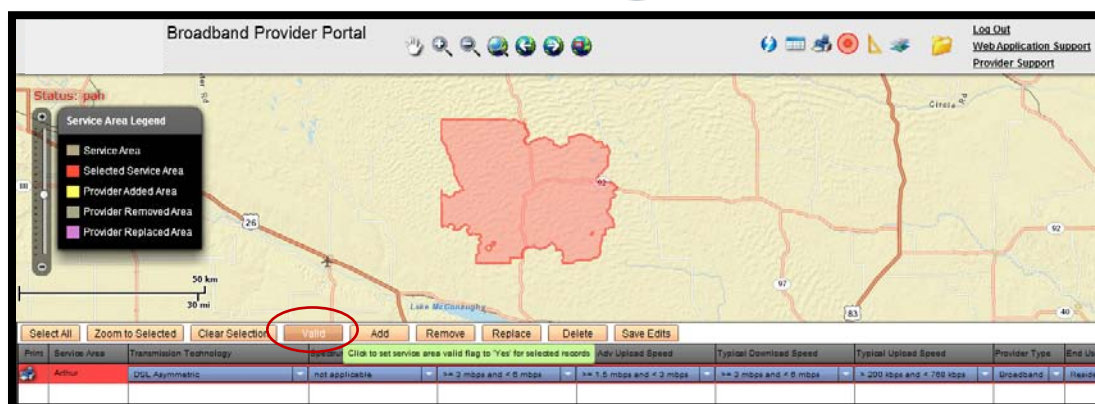 Broadband Provider Portal
Log Out
Web Application Support
Provider Support
Status: pah
Circle Rd
Service Area Legend
Service Area
Selected Service Area
Provider Added Area
Provider Removed Area
Provider Replaced Area
92
26
92
97
50 km
30 mi
Lake McConaughy
83
40
Select All Zoom to Selected Clear Selection Valid Add Remove Replace Delete Save Edits
Print Service Area Transmission Technology Click to set service area valid flag to 'Yes' for selected records Adv Upload Speed Typical Download Speed Typical Upload Speed Provider Type End Us
Arthur DSL Asymmetric not applicable >= 3 mbps and < 6 mbps >= 1.5 mbps and < 3 mbps >= 3 mbps and < 6 mbps > 200 kbps and < 768 kbps Broadband Reside